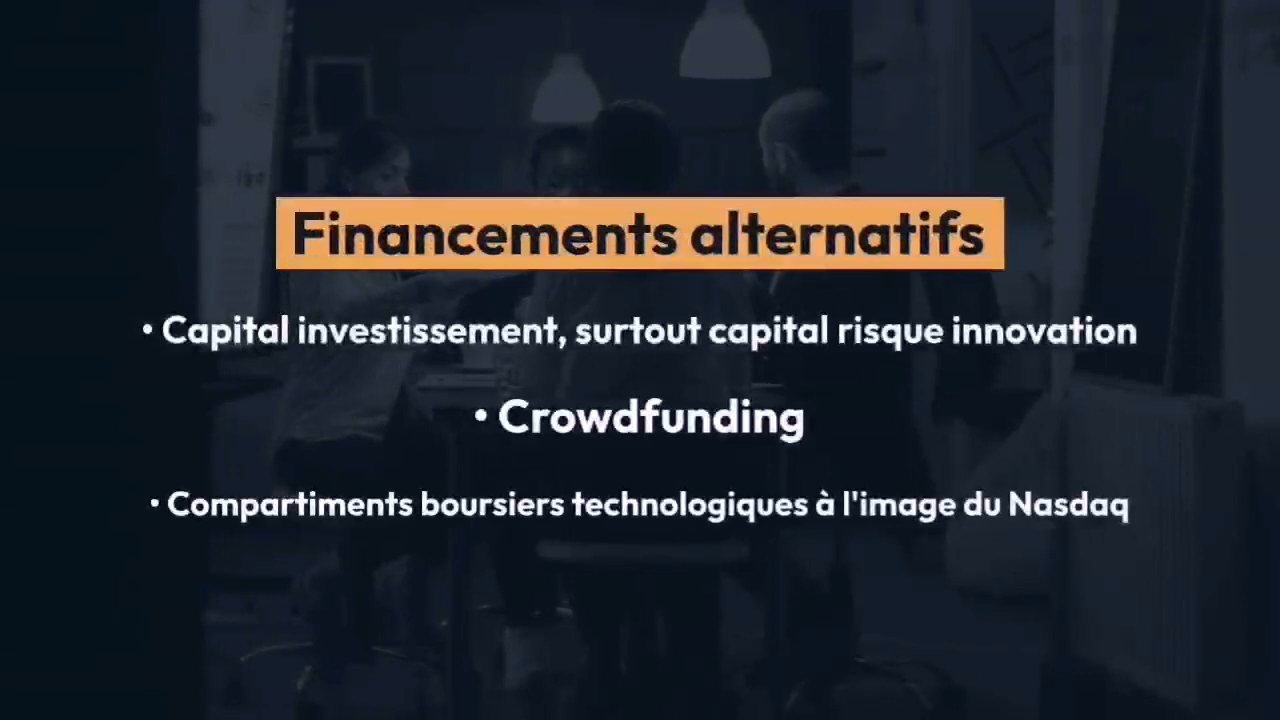 Financements alternatifs
• Capital investissement, surtout capital risque innovation
• Crowdfunding
• Compartiments boursiers technologiques à l'image du Nasdaq